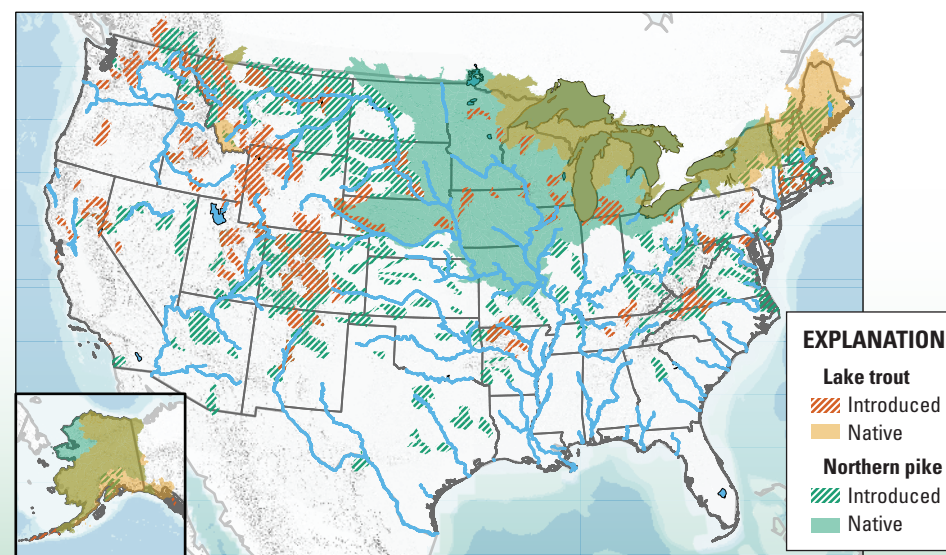 EXPLANATION
Lake trout
Introduced
Native
Northern pike
Introduced
Native